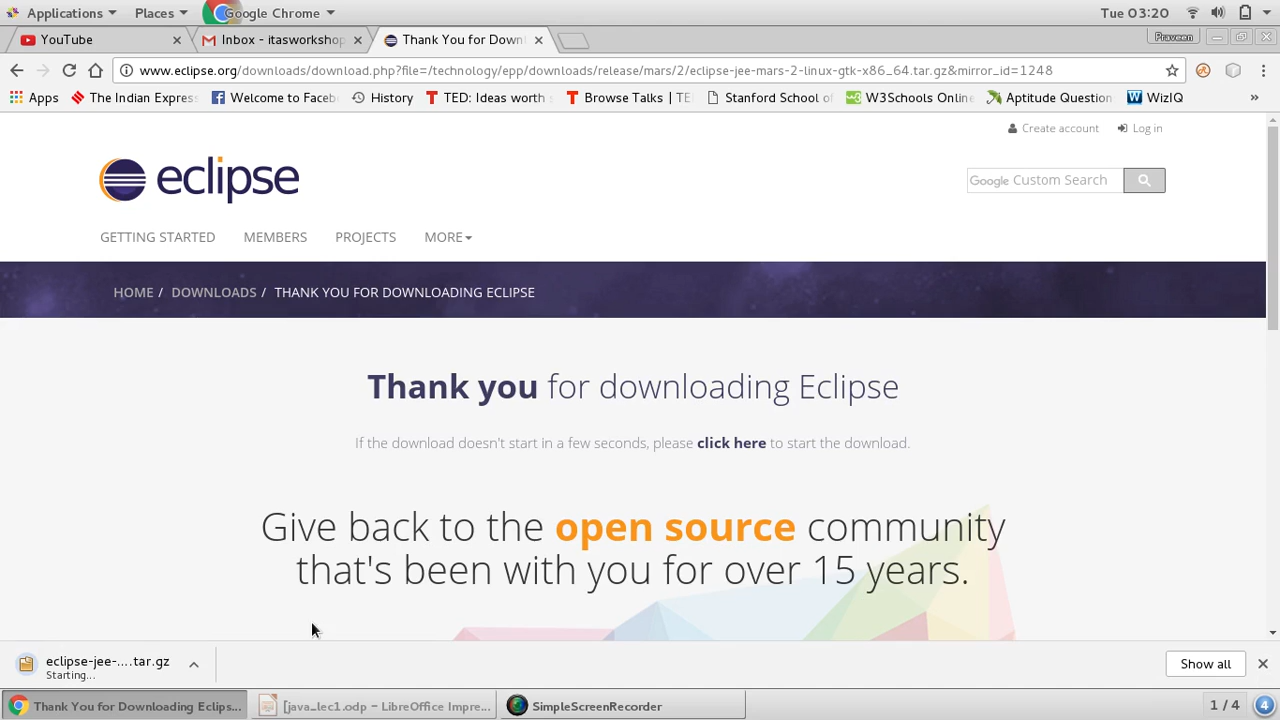 Applications Places Google Chrome Tue 03:20
YouTube Inbox - itasworkshop Thank You for Down Praveen
www.eclipse.org/downloads/download.php?file=/technology/epp/downloads/release/mars/2/eclipse-jee-mars-2-linux-gtk-x86_64.tar.gz&mirror_id=1248
Apps The Indian Express Welcome to Faceb History TED: Ideas worth s Browse Talks | TE Stanford School of W3Schools Online Aptitude Question WizIQ »
Create account Log in
eclipse
Google Custom Search
GETTING STARTED MEMBERS PROJECTS MORE
HOME / DOWNLOADS / THANK YOU FOR DOWNLOADING ECLIPSE
Thank you for downloading Eclipse
If the download doesn't start in a few seconds, please click here to start the download.
Give back to the open source community
that's been with you for over 15 years.
eclipse-jee-....tar.gz
Starting...
Show all
Thank You for Downloading Eclips... [java_lec1.odp – LibreOffice Impre... SimpleScreenRecorder 1 / 4 4